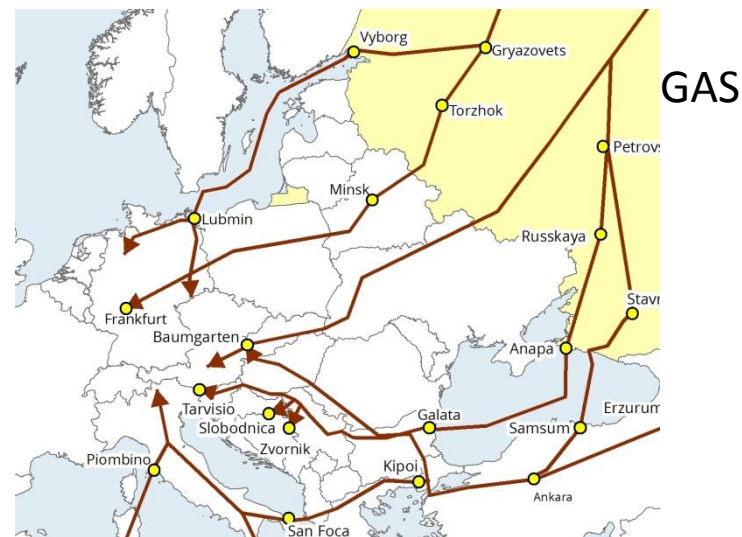 Vyborg
Gryazovets
GAS
Torzhok
Petrovs
Minsk
Lubmin
Russkaya
Stavr
Frankfurt
Baumgarten
Anapa
Tarvisio
Galata
Erzurum
Slobodnica
Samsum
Zvornik
Piombino
Kipoi
Ankara
San Foca